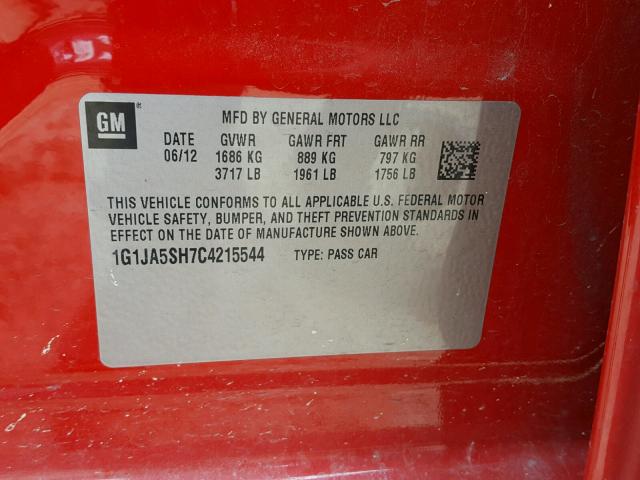 GM ®
MFD BY GENERAL MOTORS LLC
DATE GVWR GAWR FRT GAWR RR
06/12 1686 KG 889 KG 797 KG
3717 LB 1961 LB 1756 LB
THIS VEHICLE CONFORMS TO ALL APPLICABLE U.S. FEDERAL MOTOR
VEHICLE SAFETY, BUMPER, AND THEFT PREVENTION STANDARDS IN
EFFECT ON THE DATE OF MANUFACTURE SHOWN ABOVE.
1G1JA5SH7C4215544 TYPE: PASS CAR